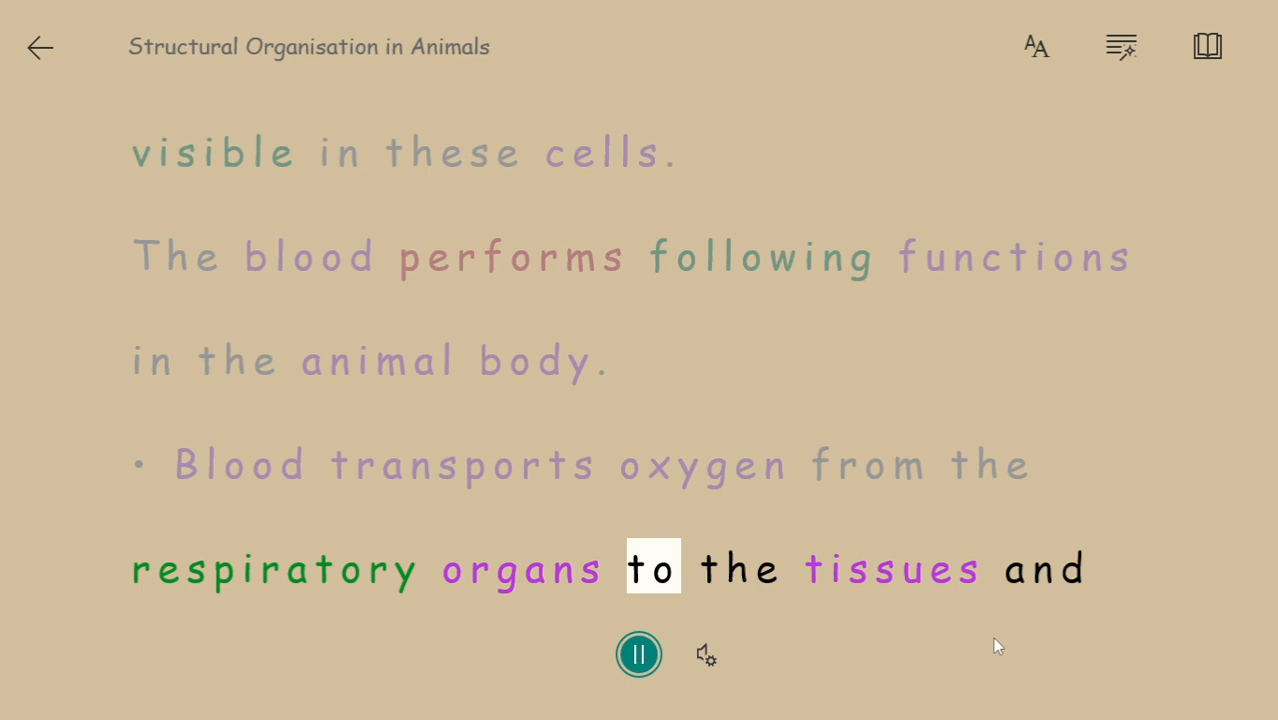 Structural Organisation in Animals
visible in these cells.
The blood performs following functions
in the animal body.
• Blood transports oxygen from the
respiratory organs to the tissues and